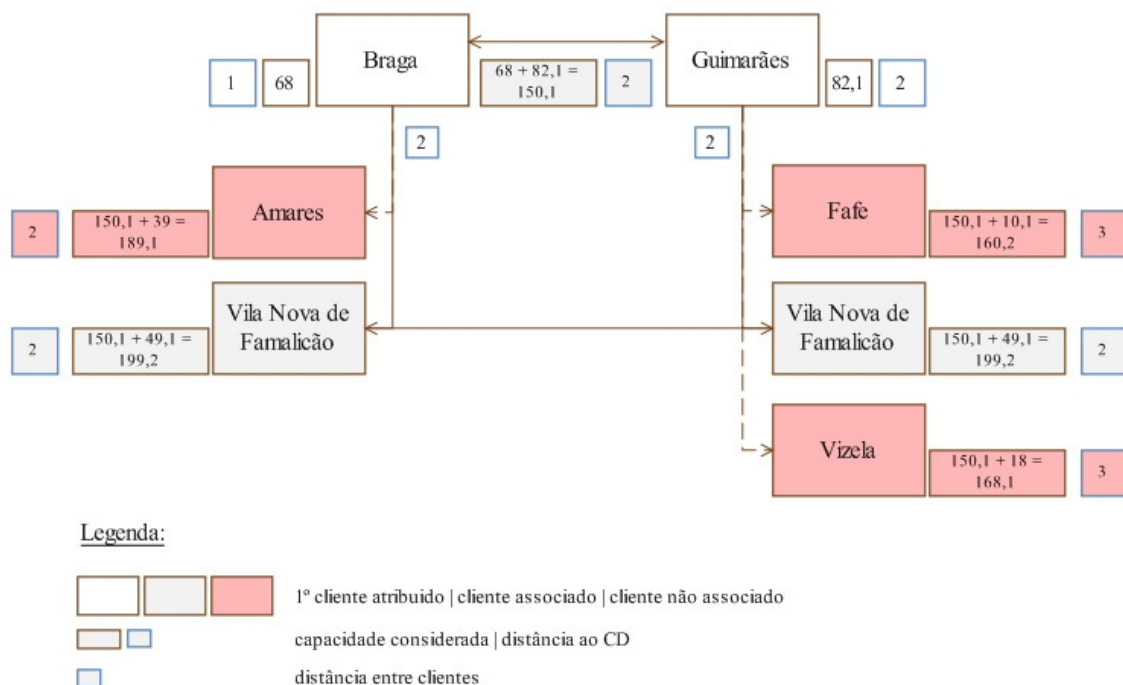 Braga
Guimarães
1
68
68 + 82,1 =
150,1
2
82,1
2
2
2
Amares
2
150,1 + 39 =
189,1
Fafe
150,1 + 10,1 =
160,2
3
Vila Nova de
Famalicão
2
150,1 + 49,1 =
199,2
Vila Nova de
Famalicão
150,1 + 49,1 =
199,2
2
Vizela
150,1 + 18 =
168,1
3
Legenda:
1º cliente atribuido | cliente associado | cliente não associado
capacidade considerada | distância ao CD
distância entre clientes